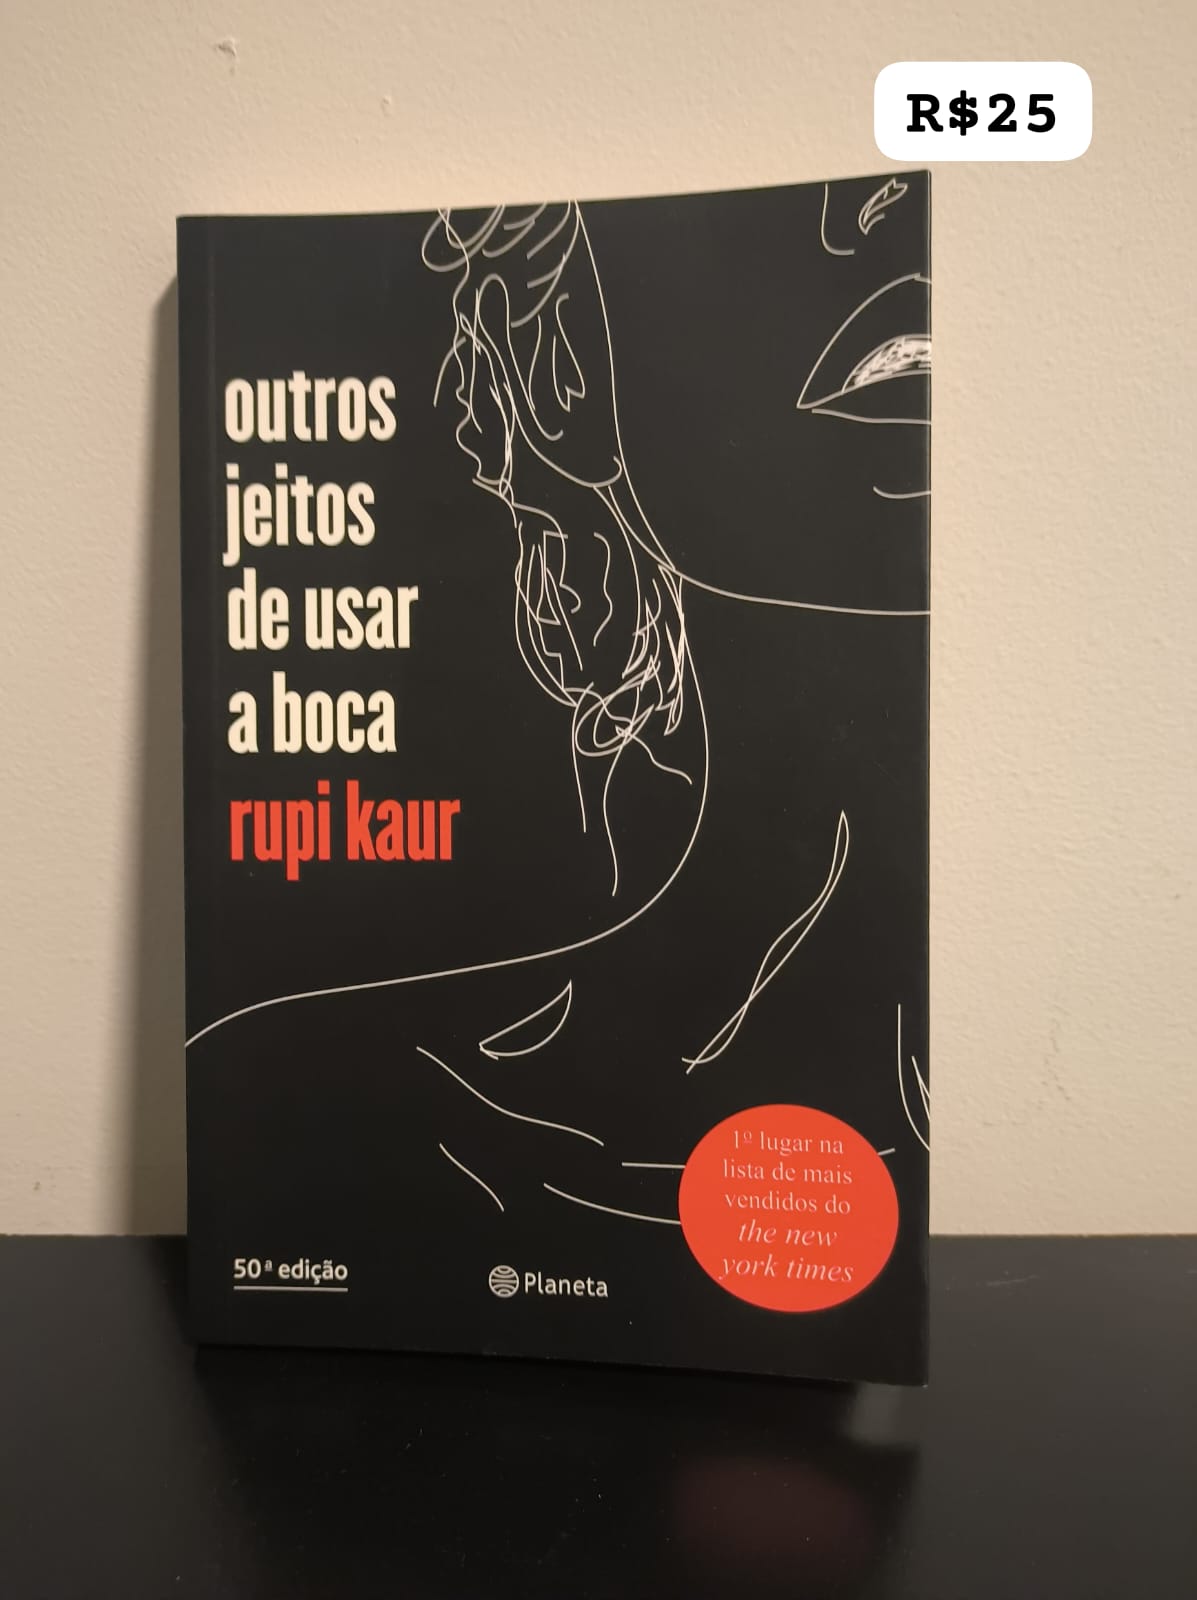 R$25
outros
jeitos
de usar
a boca
rupi kaur
1º lugar na
lista de mais
vendidos do
the new
york times
50ª edição
Planeta